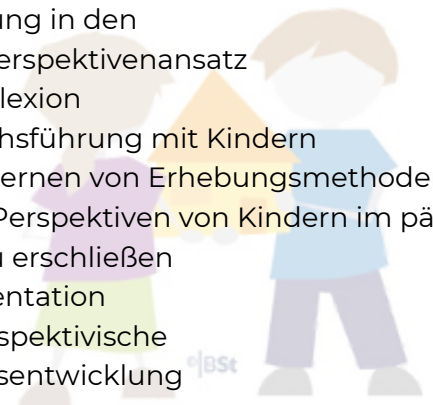 ung in den
erspektivenansatz
lexion
hsführung mit Kindern
ernen von Erhebungsmethode
Perspektiven von Kindern im pä
u erschließen
entation
spektivische
sentwicklung
©|BSt